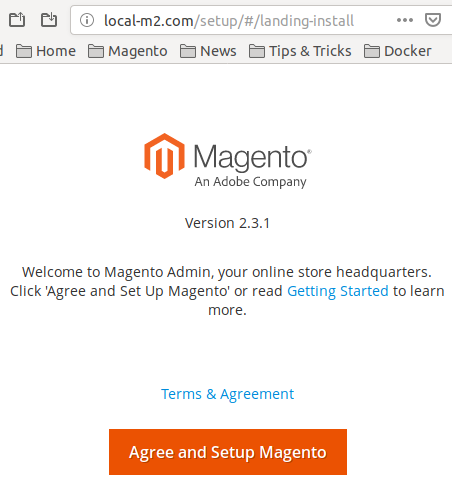 local-m2.com/setup/#/landing-install
d Home Magento News Tips & Tricks Docker
Magento®
An Adobe Company
Version 2.3.1
Welcome to Magento Admin, your online store headquarters.
Click 'Agree and Set Up Magento' or read Getting Started to learn
more.
Terms & Agreement
Agree and Setup Magento